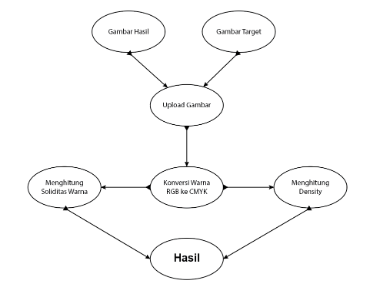 Gambar Hasil
Gambar Target
Upload Gambar
Menghitung
Soliditas Warna
Konversi Warna
RGB ke CMYK
Menghitung
Density
Hasil